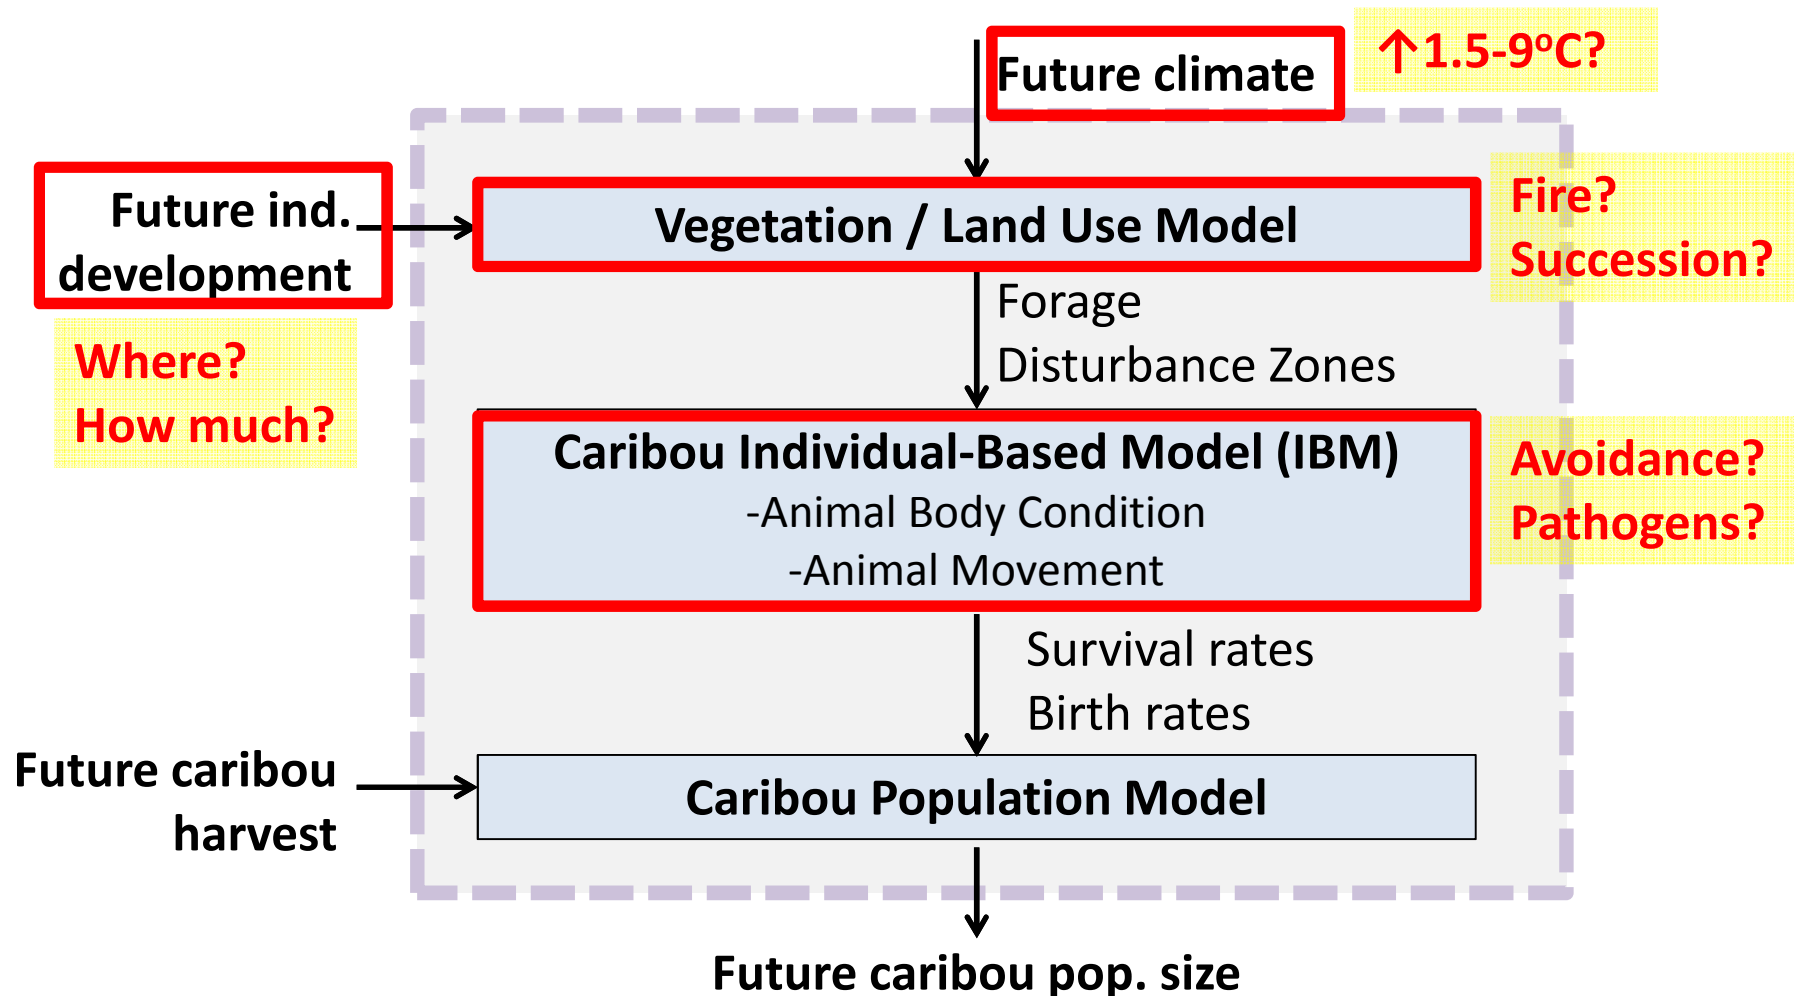 Future climate
↑1.5-9ºC?
Future ind.
development
Vegetation / Land Use Model
Fire?
Succession?
Where?
How much?
Forage
Disturbance Zones
Caribou Individual-Based Model (IBM)
-Animal Body Condition
-Animal Movement
Avoidance?
Pathogens?
Survival rates
Birth rates
Future caribou
harvest
Caribou Population Model
Future caribou pop. size